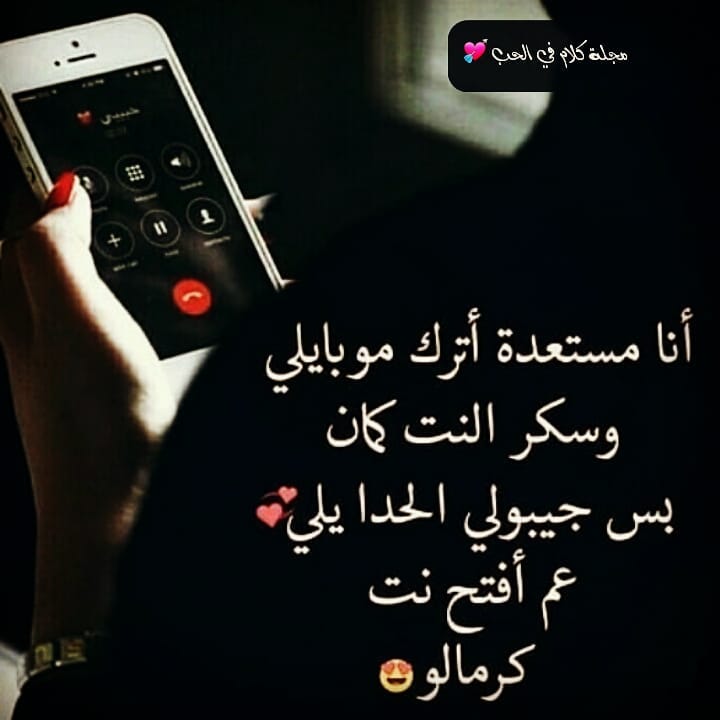 مجلة كلام في الحب 💘
حبيبي
أنا مستعدة أترك موبايلي
وسكر النت كمان
بس جيبولي الحدا يلي💞
عم أفتح نت
كرمالو😍